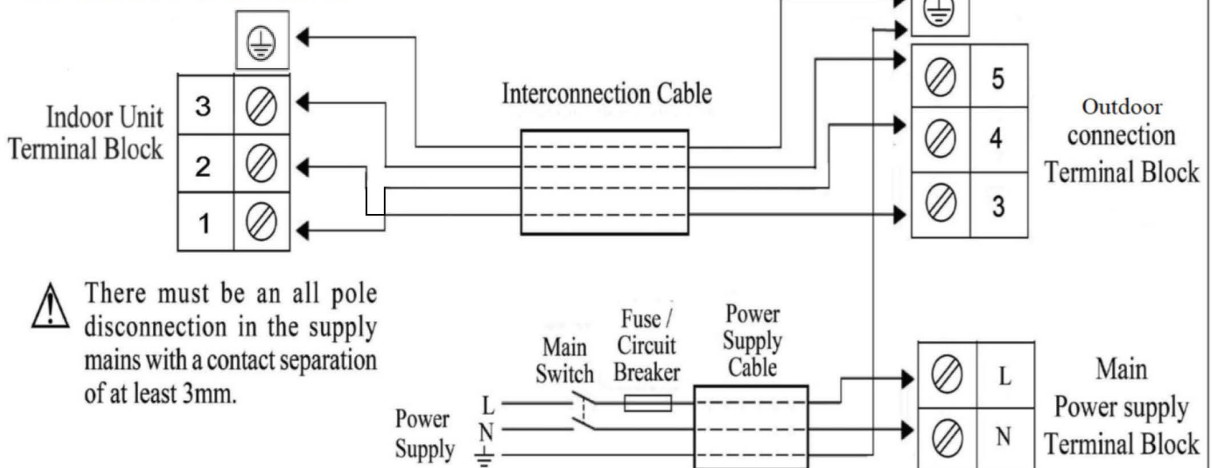 Interconnection Cable
Indoor Unit
Terminal Block
3
2
1
5
4
3
Outdoor
connection
Terminal Block
There must be an all pole
disconnection in the supply
mains with a contact separation
of at least 3mm.
Main
Switch
Fuse /
Circuit
Breaker
Power
Supply
Cable
Power
Supply
L
N
L
N
Main
Power supply
Terminal Block